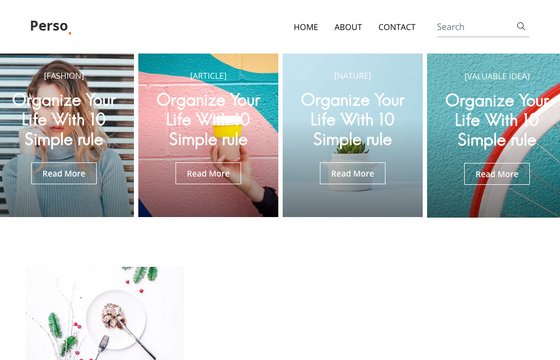 Perso.
HOME ABOUT CONTACT Search
[FASHION]
Organize Your
Life With 10
Simple rule
Read More
[ARTICLE]
Organize Your
Life With 10
Simple rule
Read More
[NATURE]
Organize Your
Life With 10
Simple rule
Read More
[VALUABLE IDEA]
Organize Your
Life With 10
Simple rule
Read More